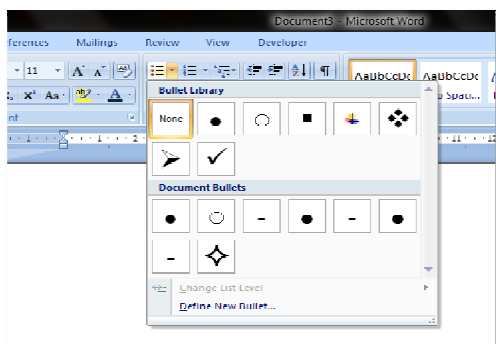 Document3 - Microsoft Word
ferences Mailings Review View Developer
11 A A
x² Aa A AaBbCcDc AaBbCcDc
Spaci...
Bullet Library
None
Document Bullets
Change List Level
Define New Bullet...